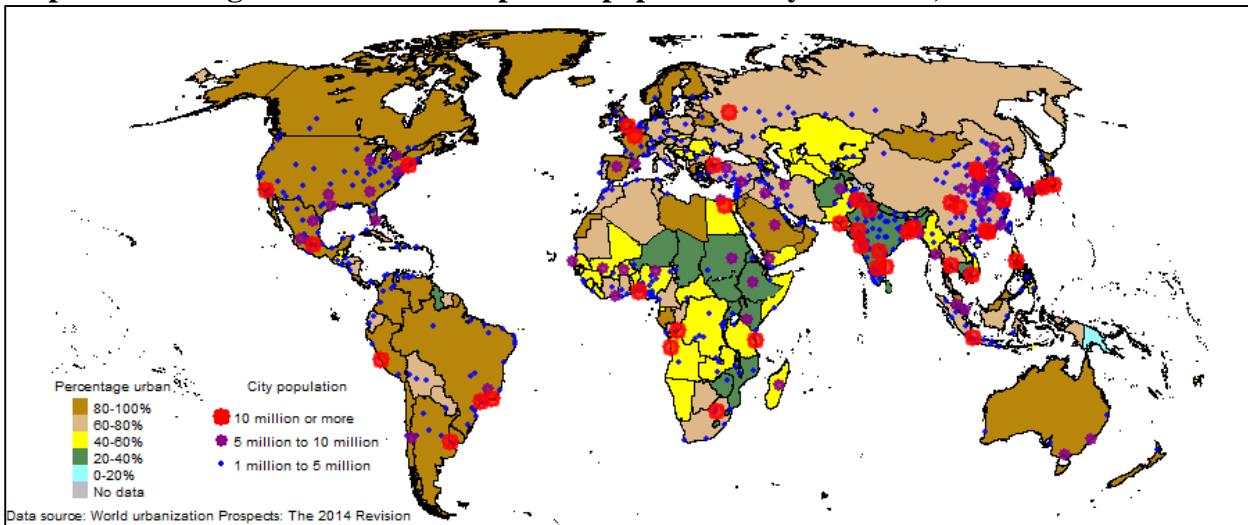 Percentage urban
80-100%
60-80%
40-60%
20-40%
0-20%
No data
City population
10 million or more
5 million to 10 million
1 million to 5 million
Data source: World urbanization Prospects: The 2014 Revision